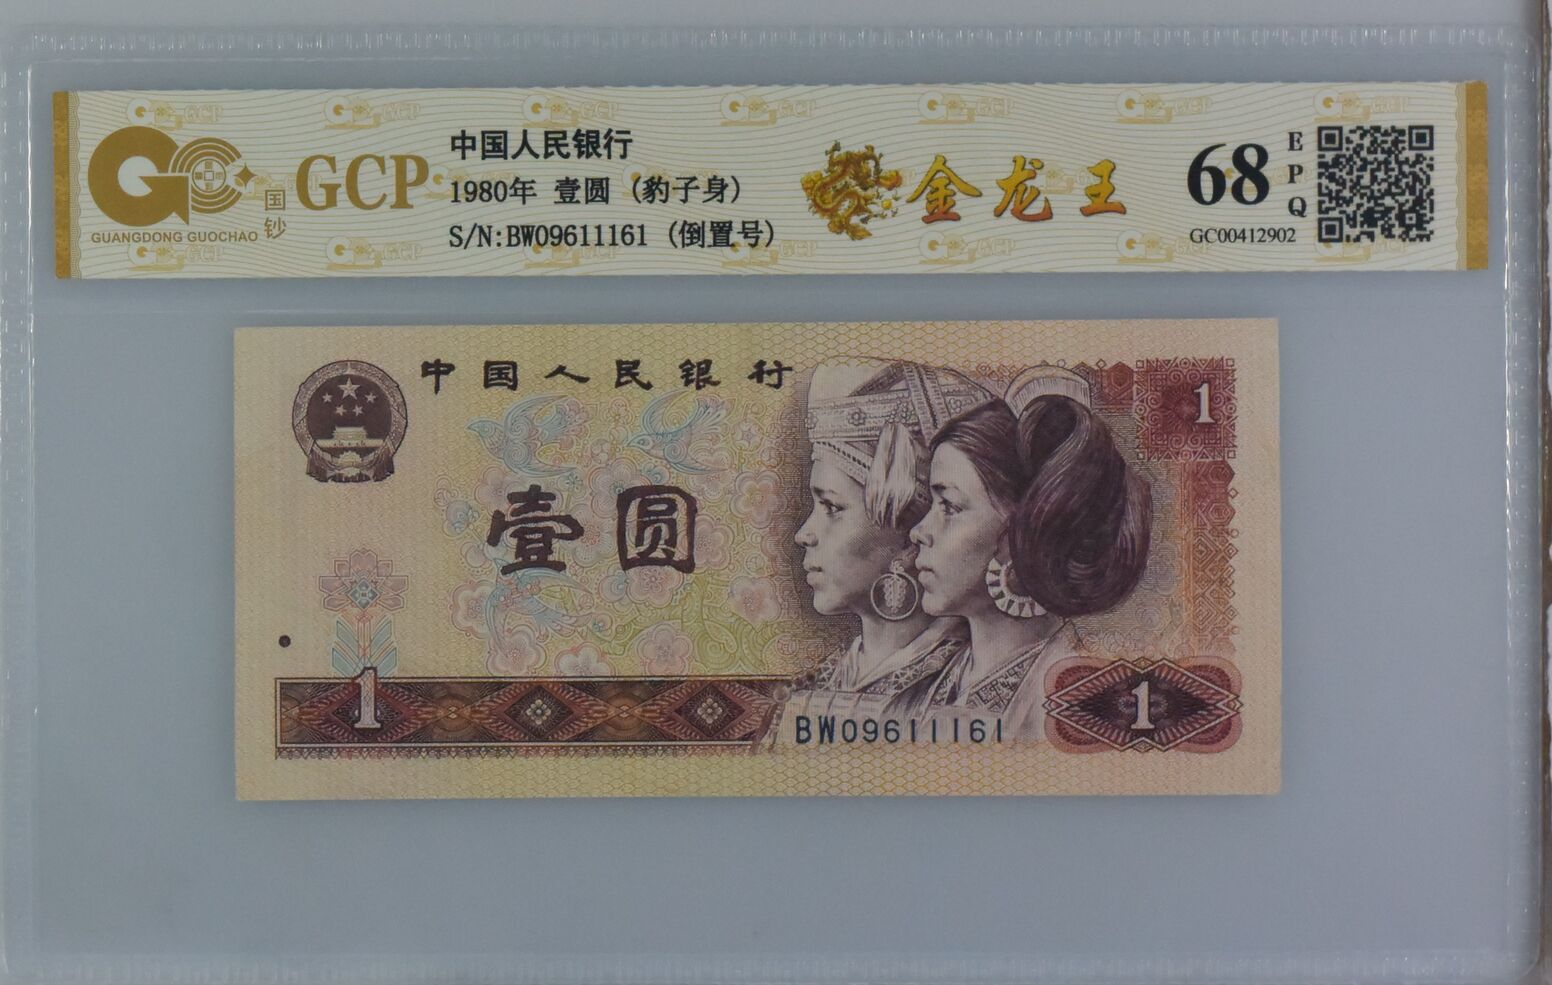 国钞
GUANGDONG GUOCHAO
GCP
中国人民银行
1980年 壹圆 (豹子身)
S/N:BW09611161 (倒置号)
金龙王
68
EPQ
GC00412902
中国人民银行
1
壹圆
1
1
BW09611161